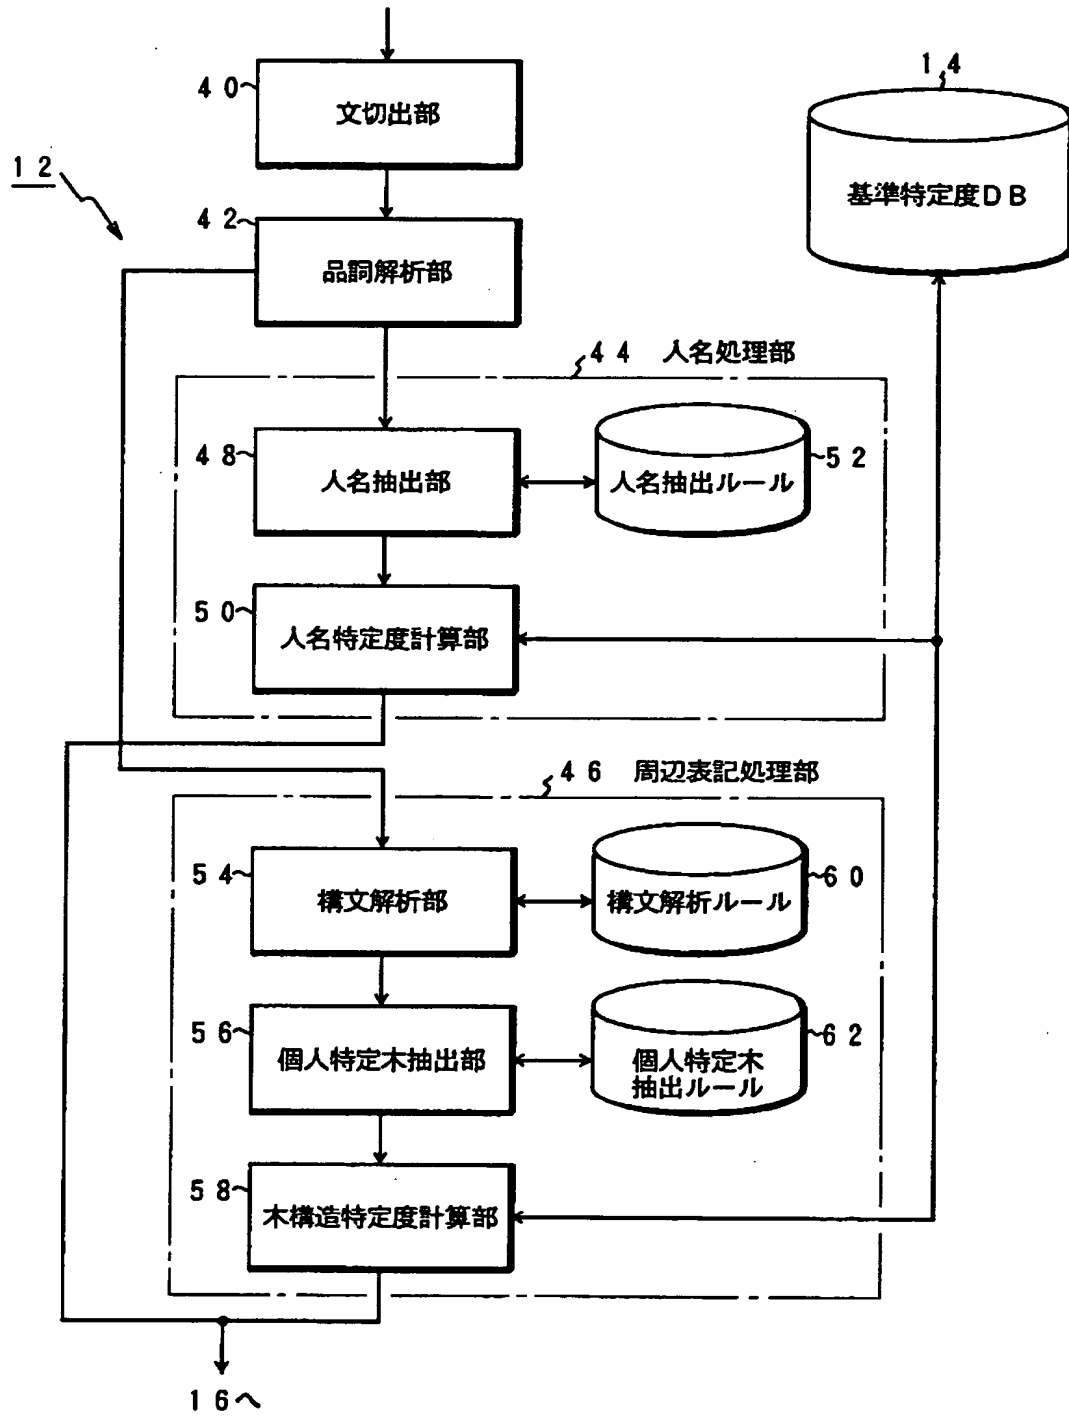 １４
４０
文切出部
１２
基準特定度ＤＢ
４２
品詞解析部
４４ 人名処理部
４８
人名抽出部
人名抽出ルール
５２
５０
人名特定度計算部
４６ 周辺表記処理部
５４
構文解析部
構文解析ルール
６０
５６
個人特定木抽出部
個人特定木
抽出ルール
６２
５８
木構造特定度計算部
１６へ